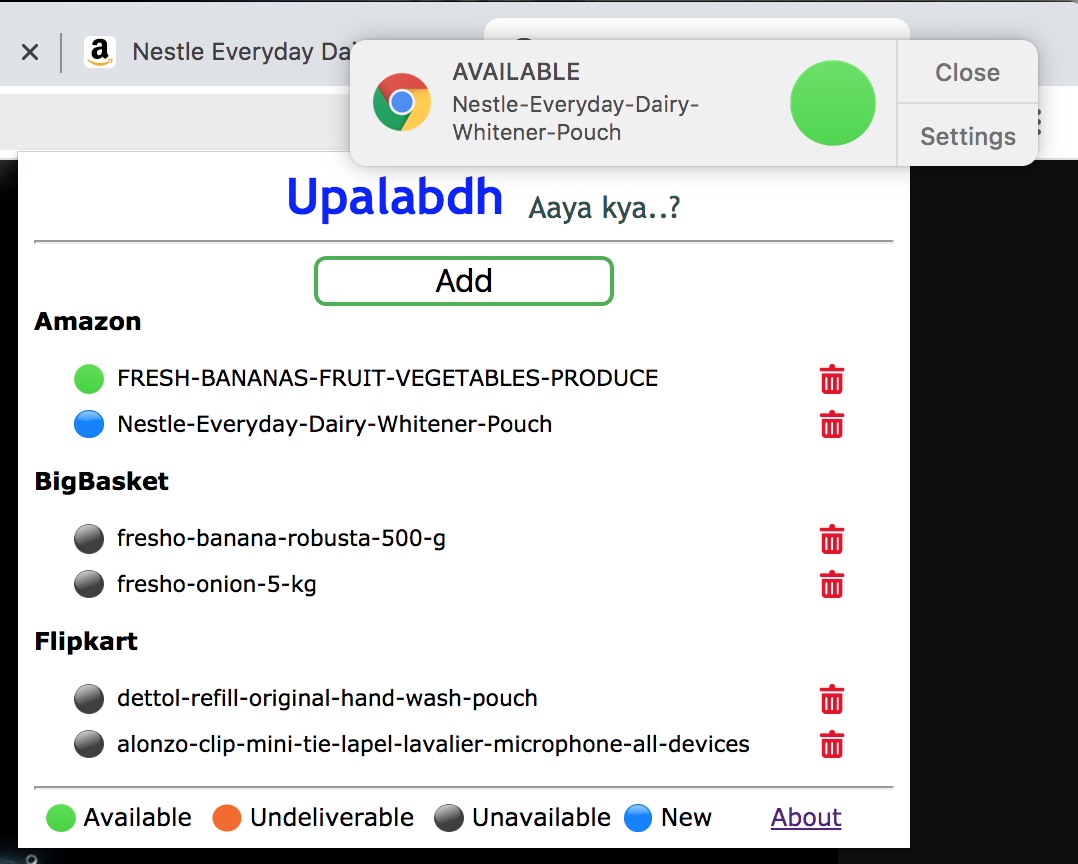 Nestle Everyday Da
AVAILABLE
Nestle-Everyday-Dairy-
Whitener-Pouch
Close
Settings
Upalabdh Aaya kya..?
Add
Amazon
FRESH-BANANAS-FRUIT-VEGETABLES-PRODUCE
Nestle-Everyday-Dairy-Whitener-Pouch
BigBasket
fresho-banana-robusta-500-g
fresho-onion-5-kg
Flipkart
dettol-refill-original-hand-wash-pouch
alonzo-clip-mini-tie-lapel-lavalier-microphone-all-devices
Available Undeliverable Unavailable New About